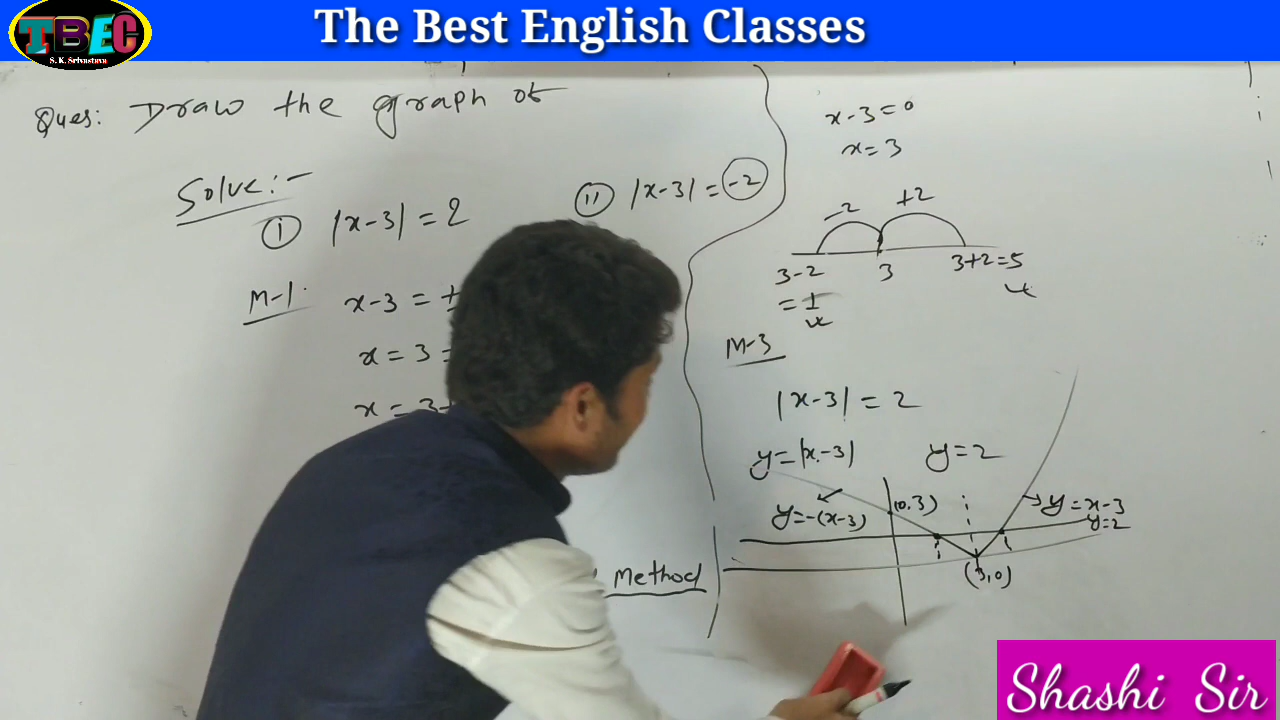 TBEC
S. K. Srivastava
The Best English Classes
Ques: Draw the graph of
Solve:-
(i) |x-3| = 2
(ii) |x-3| = -2
M-1.
x-3 = ±
x = 3
x = 3+
Method
x-3=0
x=3
-2 +2
3-2 3 3+2=5
=1
M-3
|x-3| = 2
y=|x-3| y=2
y=-(x-3) (0,3) y=x-3
y=2
(3,0)
Shashi Sir